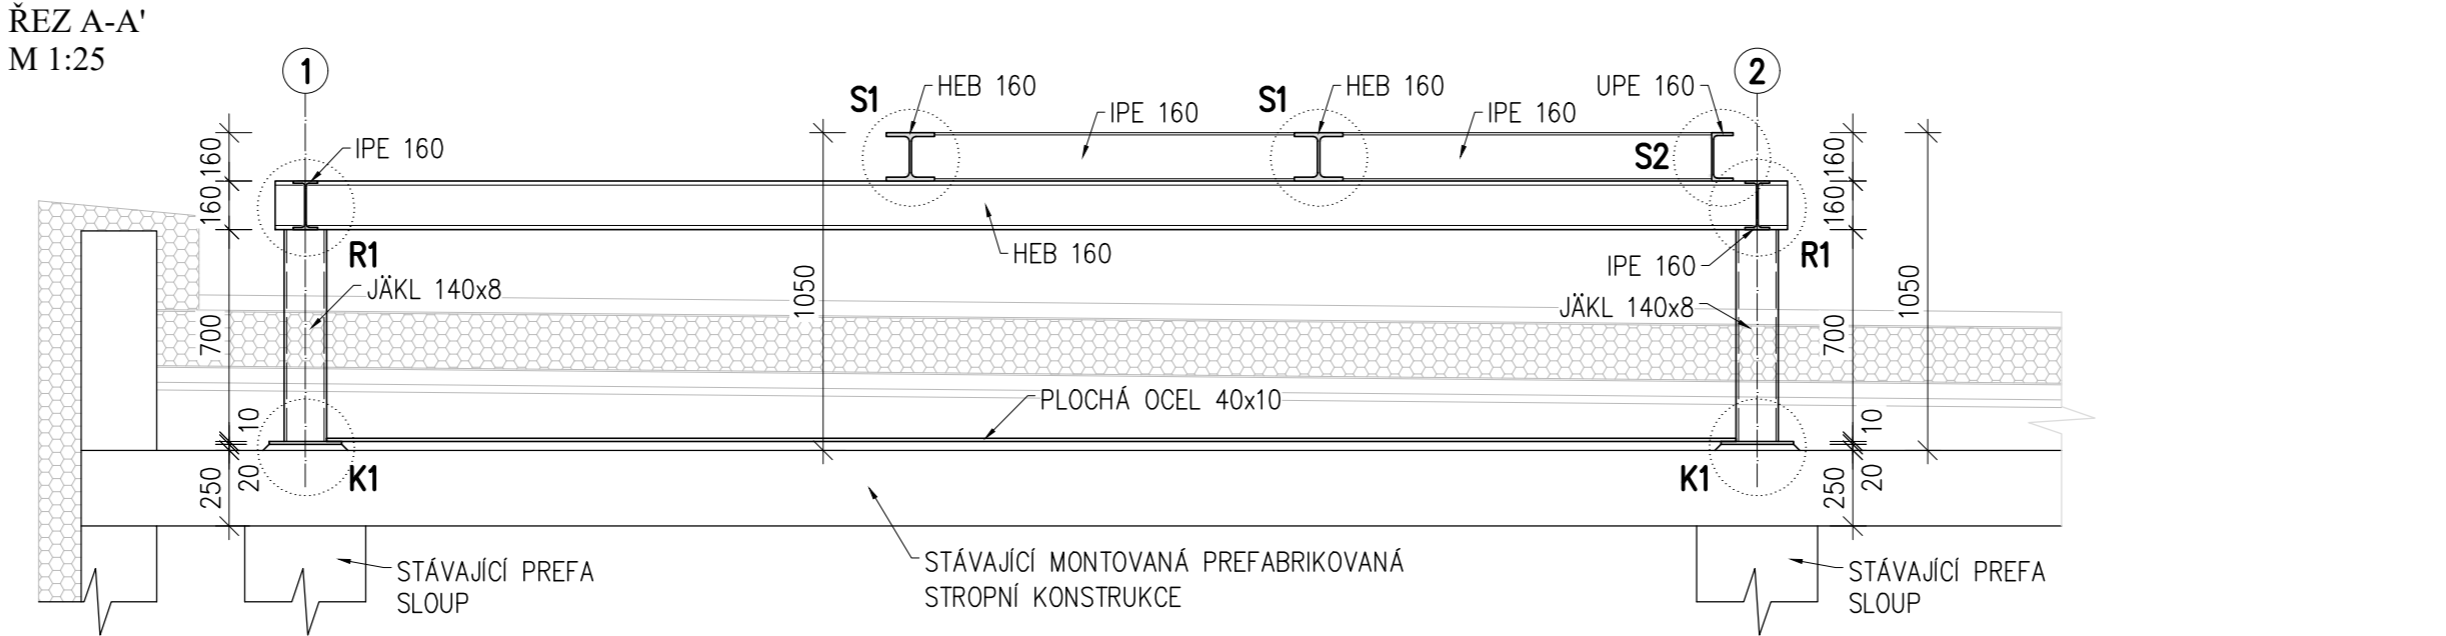 ŘEZ A-A'
M 1:25
1
2
S1
HEB 160
IPE 160
S1
HEB 160
IPE 160
UPE 160
S2
IPE 160
160
160
700
10
20
250
1050
160
160
700
10
20
250
1050
HEB 160
R1
IPE 160
R1
JÄKL 140x8
JÄKL 140x8
PLOCHÁ OCEL 40x10
K1
K1
STÁVAJÍCÍ PREFA
SLOUP
STÁVAJÍCÍ MONTOVANÁ PREFABRIKOVANÁ
STROPNÍ KONSTRUKCE
STÁVAJÍCÍ PREFA
SLOUP